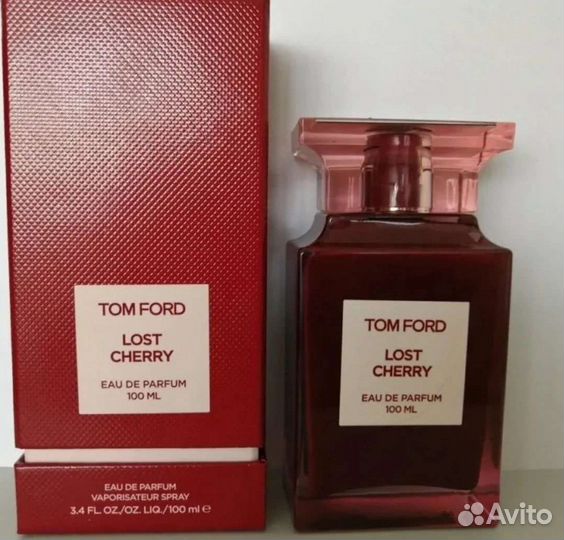 TOM FORD
LOST
CHERRY
EAU DE PARFUM
100 ML
EAU DE PARFUM
VAPORISATEUR SPRAY
3.4 FL. OZ./OZ. LIQ./100 ml ℮
TOM FORD
LOST
CHERRY
EAU DE PARFUM
100 ML
Avito